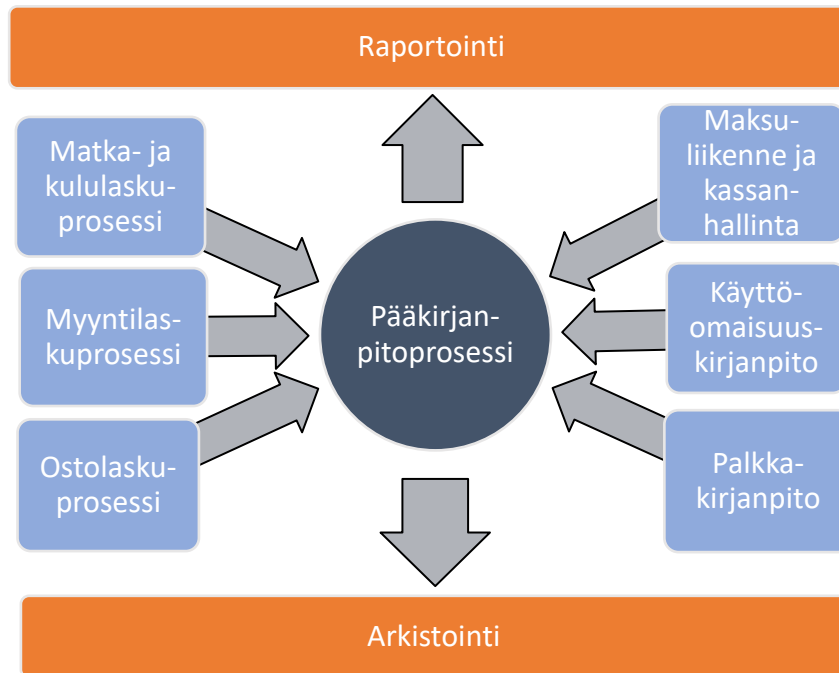 Raportointi
Matka- ja
kululasku-
prosessi
Maksu-
liikenne ja
kassan-
hallinta
Myyntilas-
kuprosessi
Pääkirjan-
pitoprosessi
Käyttö-
omaisuus-
kirjanpito
Ostolasku-
prosessi
Palkka-
kirjanpito
Arkistointi